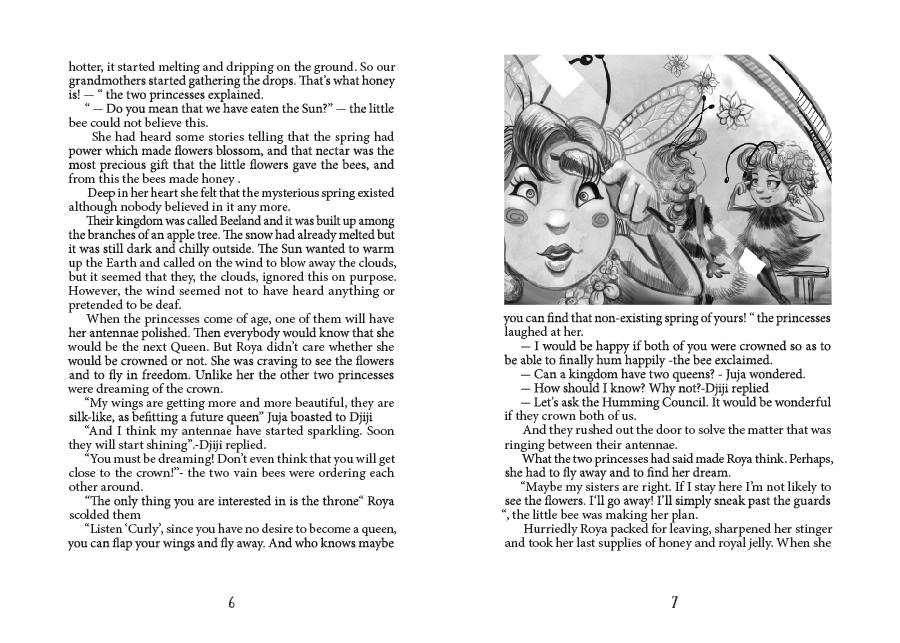 hotter, it started melting and dripping on the ground. So our
grandmothers started gathering the drops. That's what honey
is! — “ the two princesses explained.
“ — Do you mean that we have eaten the Sun?” — the little
bee could not believe this.
She had heard some stories telling that the spring had
power which made flowers blossom, and that nectar was the
most precious gift that the little flowers gave the bees, and
from this the bees made honey .
Deep in her heart she felt that the mysterious spring existed
although nobody believed in it any more.
Their kingdom was called Beeland and it was built up among
the branches of an apple tree. The snow had already melted but
it was still dark and chilly outside. The Sun wanted to warm
up the Earth and called on the wind to blow away the clouds,
but it seemed that they, the clouds, ignored this on purpose.
However, the wind seemed not to have heard anything or
pretended to be deaf.
When the princesses come of age, one of them will have
her antennae polished. Then everybody would know that she
would be the next Queen. But Roya didn't care whether she
would be crowned or not. She was craving to see the flowers
and to fly in freedom. Unlike her the other two princesses
were dreaming of the crown.
“My wings are getting more and more beautiful, they are
silk-like, as befitting a future queen” Juja boasted to Djiji
“And I think my antennae have started sparkling. Soon
they will start shining”.-Djiji replied.
“You must be dreaming! Don't even think that you will get
close to the crown!”- the two vain bees were ordering each
other around.
“The only thing you are interested in is the throne“ Roya
scolded them
“Listen ‘Curly’, since you have no desire to become a queen,
you can flap your wings and fly away. And who knows maybe
6
you can find that non-existing spring of yours! “ the princesses
laughed at her.
— I would be happy if both of you were crowned so as to
be able to finally hum happily -the bee exclaimed.
— Can a kingdom have two queens? - Juja wondered.
— How should I know? Why not?-Djiji replied
— Let's ask the Humming Council. It would be wonderful
if they crown both of us.
And they rushed out the door to solve the matter that was
ringing between their antennae.
What the two princesses had said made Roya think. Perhaps,
she had to fly away and to find her dream.
“Maybe my sisters are right. If I stay here I'm not likely to
see the flowers. I'll go away! I'll simply sneak past the guards
“, the little bee was making her plan.
Hurriedly Roya packed for leaving, sharpened her stinger
and took her last supplies of honey and royal jelly. When she
7